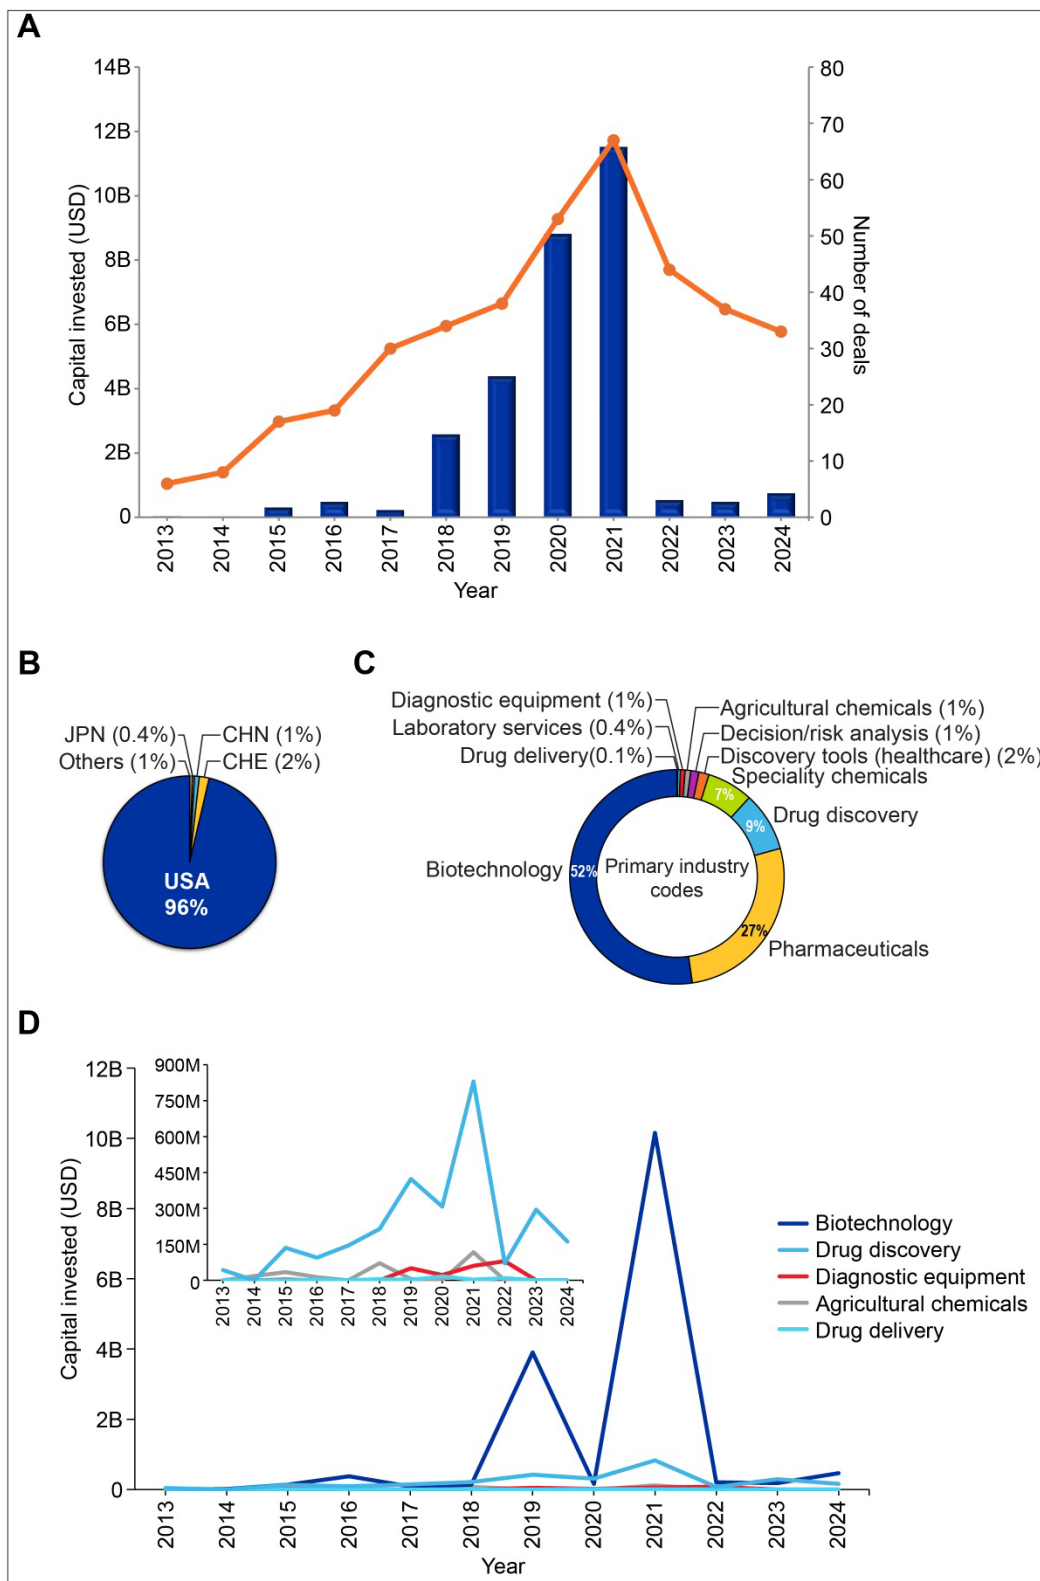 A
14B
12B
10B
8B
6B
4B
2B
0
Capital invested (USD)
80
70
60
50
40
30
20
10
0
Number of deals
2013
2014
2015
2016
2017
2018
2019
2020
2021
2022
2023
2024
Year
B
JPN (0.4%)
CHN (1%)
Others (1%)
CHE (2%)
USA
96%
C
Diagnostic equipment (1%)
Agricultural chemicals (1%)
Laboratory services (0.4%)
Decision/risk analysis (1%)
Drug delivery(0.1%)
Discovery tools (healthcare) (2%)
Speciality chemicals
7%
Drug discovery
9%
Biotechnology
52%
Primary industry
codes
27%
Pharmaceuticals
D
12B
10B
8B
6B
4B
2B
0
Capital invested (USD)
900M
750M
600M
450M
300M
150M
0
2013
2014
2015
2016
2017
2018
2019
2020
2021
2022
2023
2024
Biotechnology
Drug discovery
Diagnostic equipment
Agricultural chemicals
Drug delivery
2013
2014
2015
2016
2017
2018
2019
2020
2021
2022
2023
2024
Year